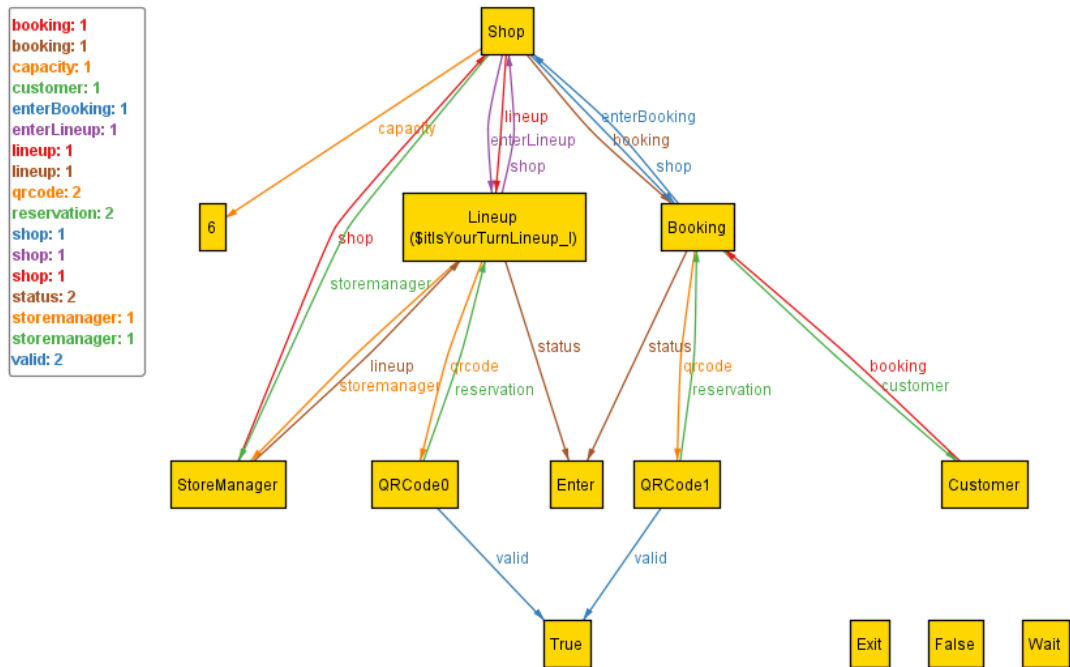 booking: 1
booking: 1
capacity: 1
customer: 1
enterBooking: 1
enterLineup: 1
lineup: 1
lineup: 1
qrcode: 2
reservation: 2
shop: 1
shop: 1
shop: 1
status: 2
storemanager: 1
storemanager: 1
valid: 2
Shop
capacity
lineup
enterLineup
shop
enterBooking
booking
shop
6
Lineup
($itIsYourTurnLineup_l)
Booking
shop
storemanager
lineup
storemanager
qrcode
reservation
status
status
qrcode
reservation
booking
customer
StoreManager
QRCode0
Enter
QRCode1
Customer
valid
valid
True
Exit
False
Wait